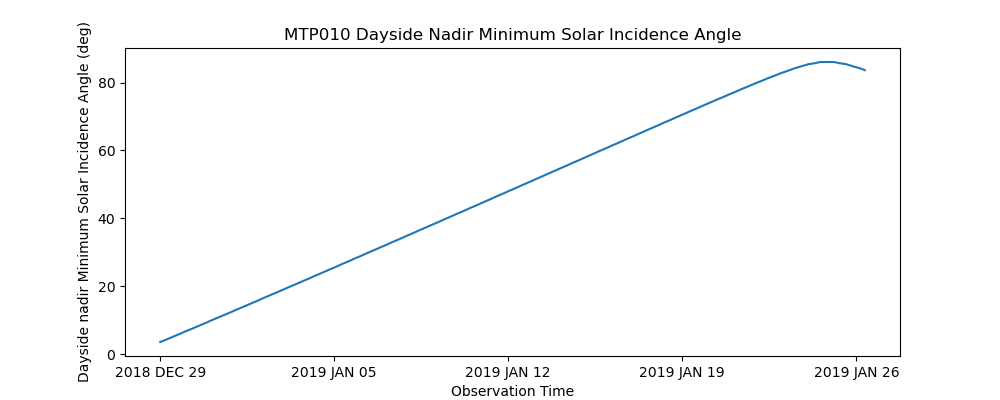 MTP010 Dayside Nadir Minimum Solar Incidence Angle
Dayside nadir Minimum Solar Incidence Angle (deg)
80
60
40
20
0
2018 DEC 29
2019 JAN 05
2019 JAN 12
2019 JAN 19
2019 JAN 26
Observation Time